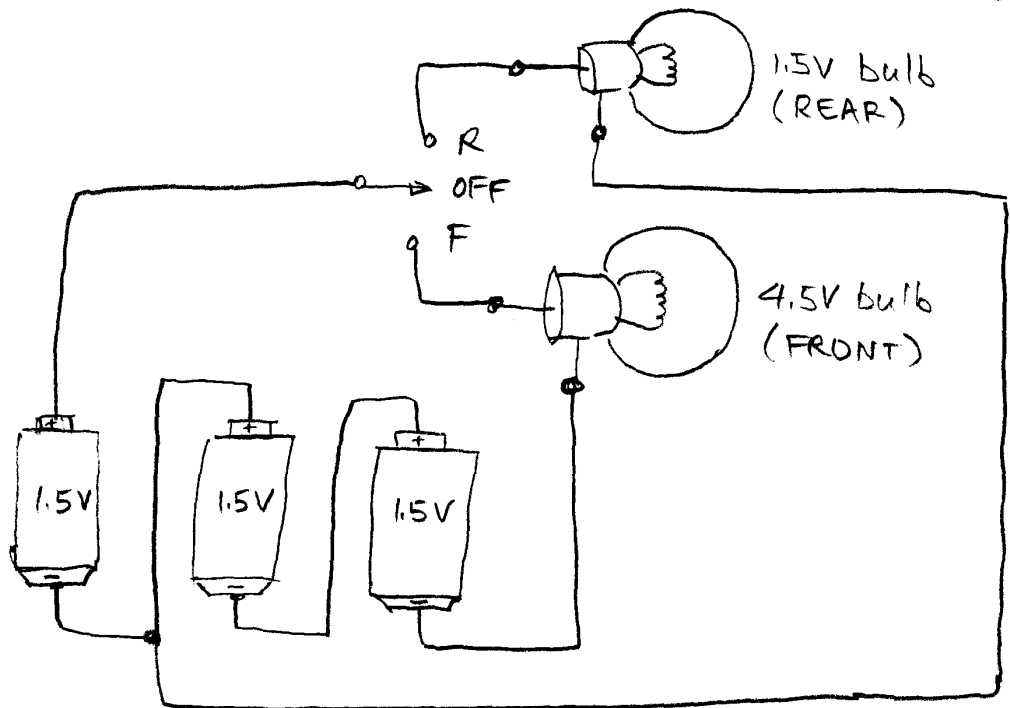 1.5V bulb
(REAR)
R
OFF
F
4.5V bulb
(FRONT)
+
+
+
1.5V
1.5V
1.5V
-
-
-